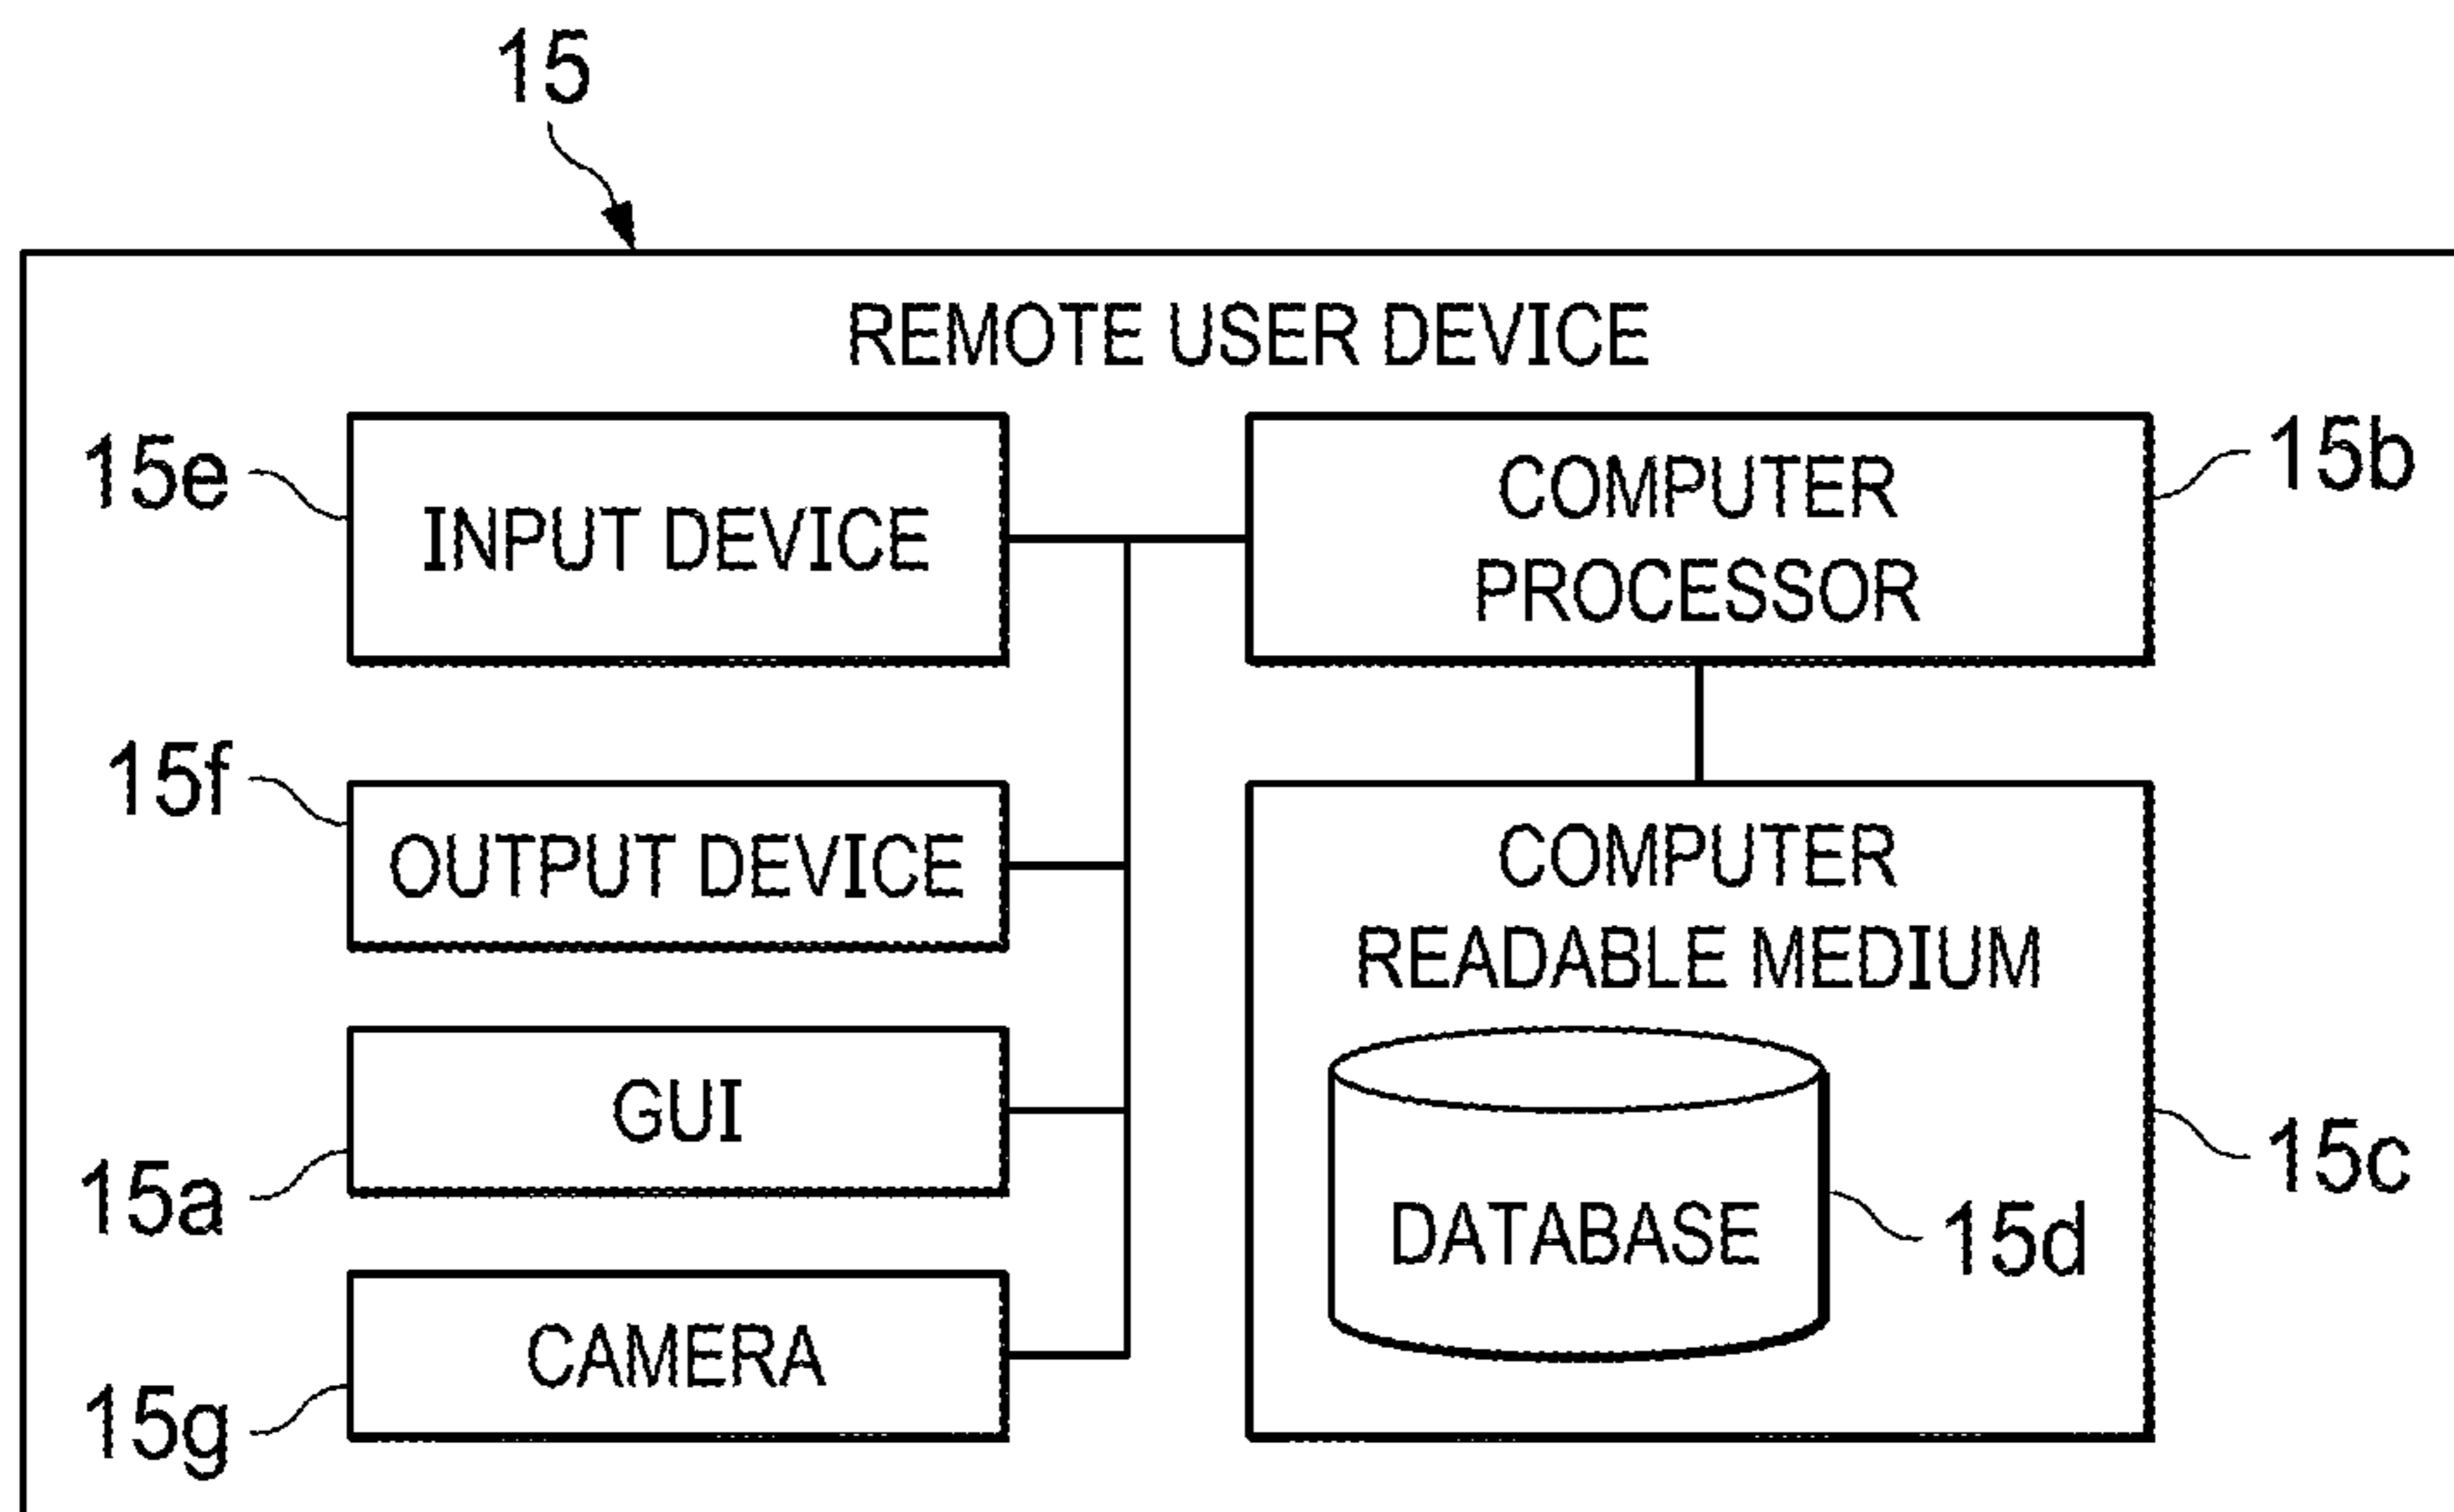 15
REMOTE USER DEVICE
15e
INPUT DEVICE
COMPUTER
PROCESSOR
15b
15f
OUTPUT DEVICE
COMPUTER
READABLE MEDIUM
15a
GUI
15c
DATABASE
15d
15g
CAMERA